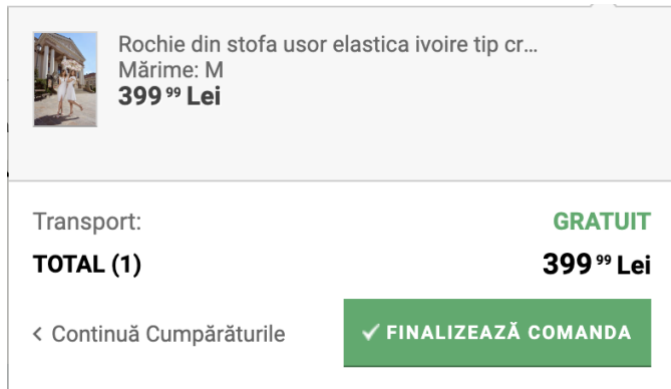 Rochie din stofa usor elastica ivoire tip cr...
Mărime: M
399 99 Lei
Transport: GRATUIT
TOTAL (1) 399 99 Lei
< Continuă Cumpărăturile ✓ FINALIZEAZĂ COMANDA